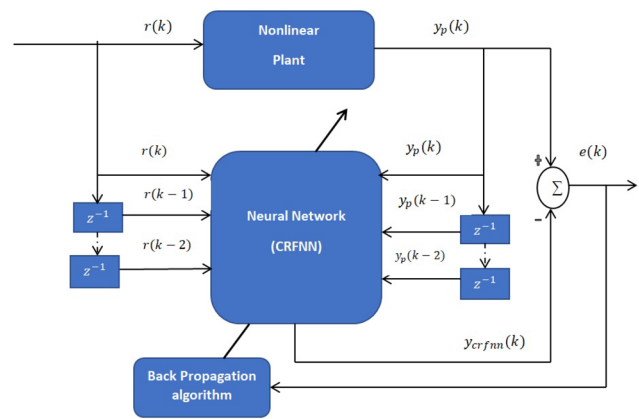 r(k)
Nonlinear
Plant
y_p(k)
r(k)
y_p(k)
e(k)
+
Σ
−
r(k − 1)
y_p(k − 1)
z^{-1}
Neural Network
(CRFNN)
z^{-1}
r(k − 2)
y_p(k − 2)
z^{-1}
z^{-1}
y_{crfnn}(k)
Back Propagation
algorithm